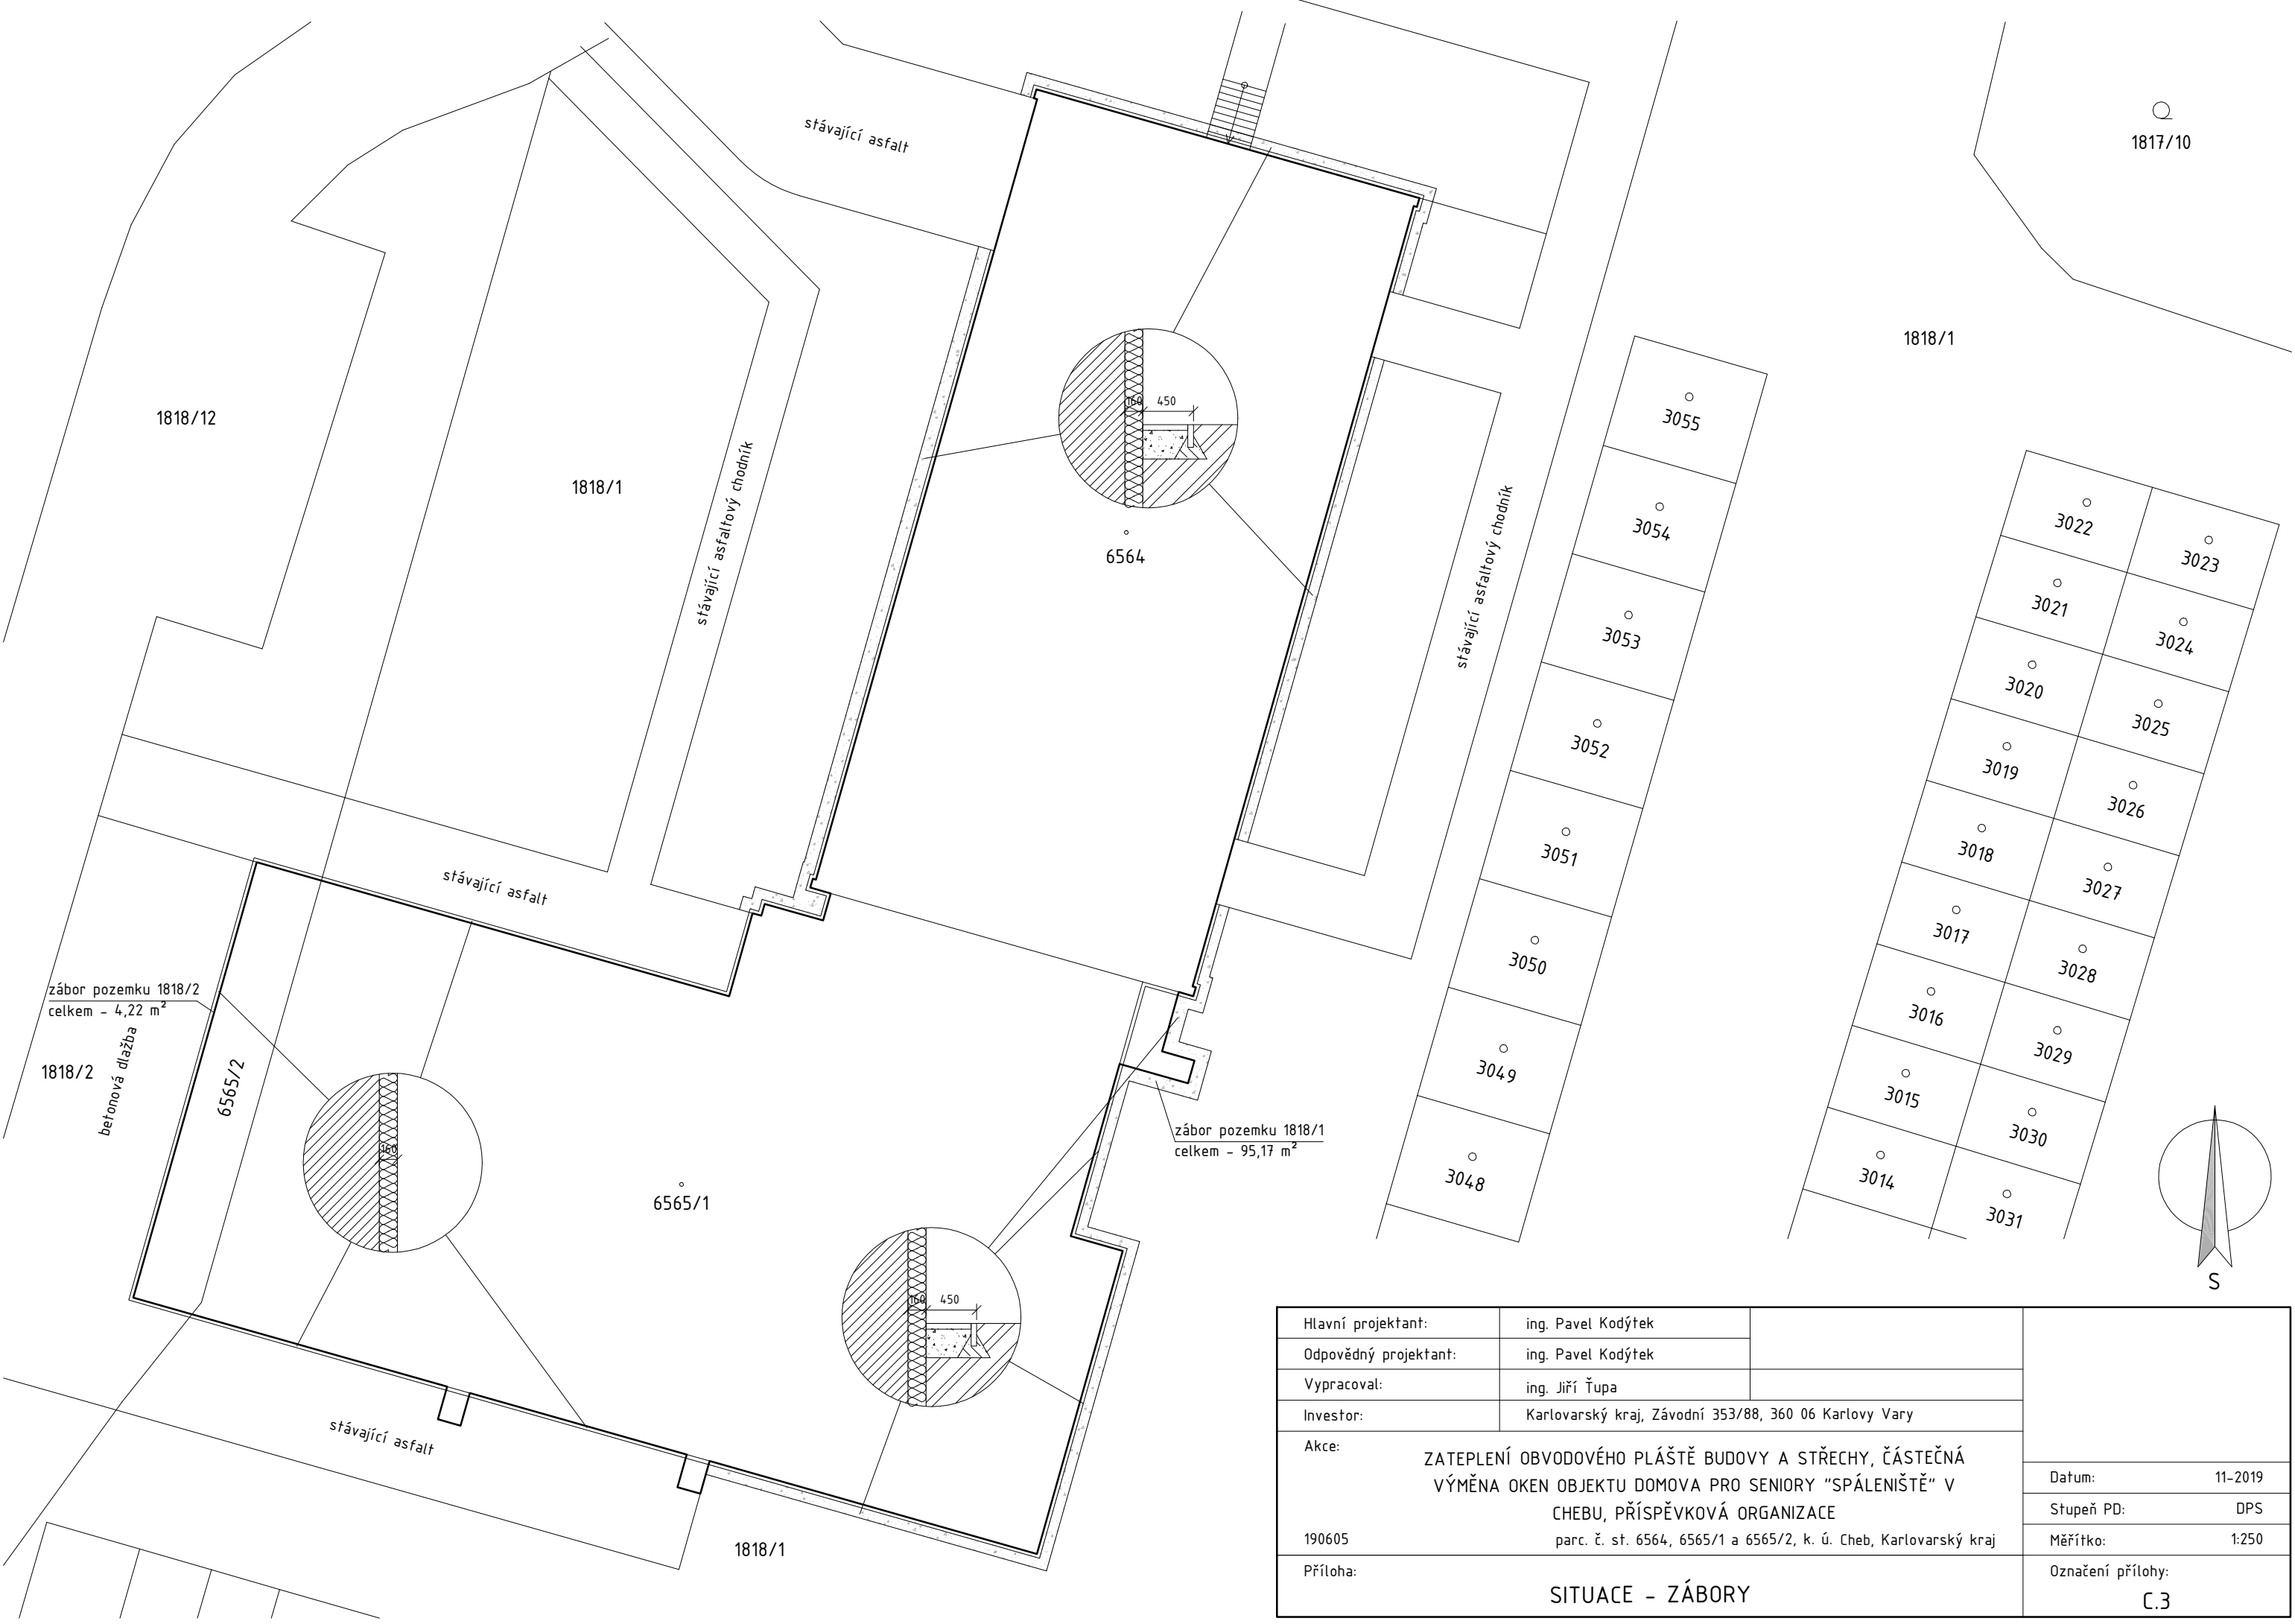 stávající asfalt
1817/10
1818/1
1818/12
1818/1
stávající asfaltový chodník
160
450
6564
stávající asfaltový chodník
3055
3054
3053
3052
3051
3050
3049
3048
3022
3023
3021
3024
3020
3025
3019
3026
3018
3027
3017
3028
3016
3029
3015
3030
3014
3031
stávající asfalt
zábor pozemku 1818/2
celkem - 4,22 m²
betonová dlažba
1818/2
6565/2
160
6565/1
zábor pozemku 1818/1
celkem - 95,17 m²
160
450
stávající asfalt
1818/1
S
Hlavní projektant:
ing. Pavel Kodýtek
Odpovědný projektant:
ing. Pavel Kodýtek
Vypracoval:
ing. Jiří Ťupa
Investor:
Karlovarský kraj, Závodní 353/88, 360 06 Karlovy Vary
Akce:
ZATEPLENÍ OBVODOVÉHO PLÁŠTĚ BUDOVY A STŘECHY, ČÁSTEČNÁ
VÝMĚNA OKEN OBJEKTU DOMOVA PRO SENIORY "SPÁLENIŠTĚ" V
CHEBU, PŘÍSPĚVKOVÁ ORGANIZACE
190605
parc. č. st. 6564, 6565/1 a 6565/2, k. ú. Cheb, Karlovarský kraj
Datum:
11-2019
Stupeň PD:
DPS
Měřítko:
1:250
Příloha:
SITUACE - ZÁBORY
Označení přílohy:
C.3